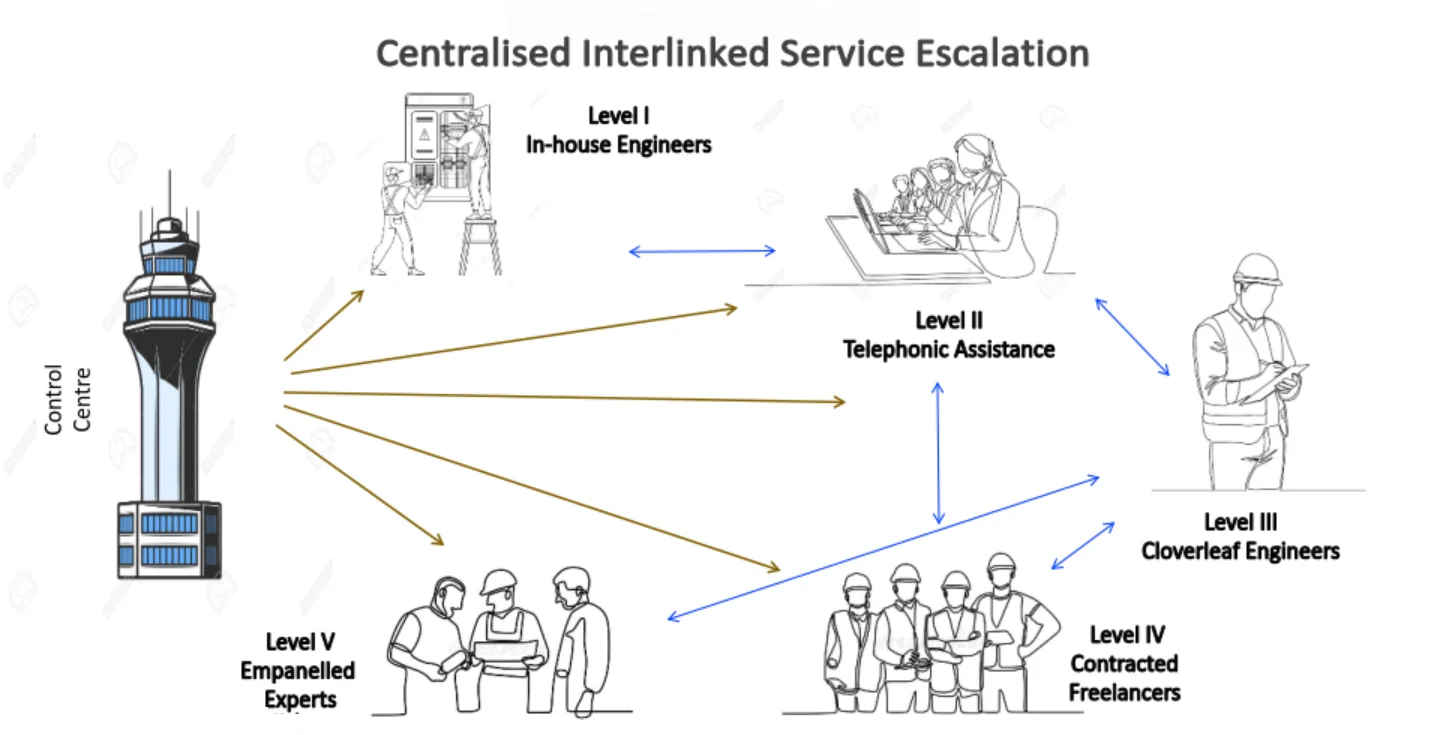 Centralised Interlinked Service Escalation
Level I
In-house Engineers
Level II
Telephonic Assistance
Control
Centre
Level III
Cloverleaf Engineers
Level IV
Contracted
Freelancers
Level V
Empanelled
Experts